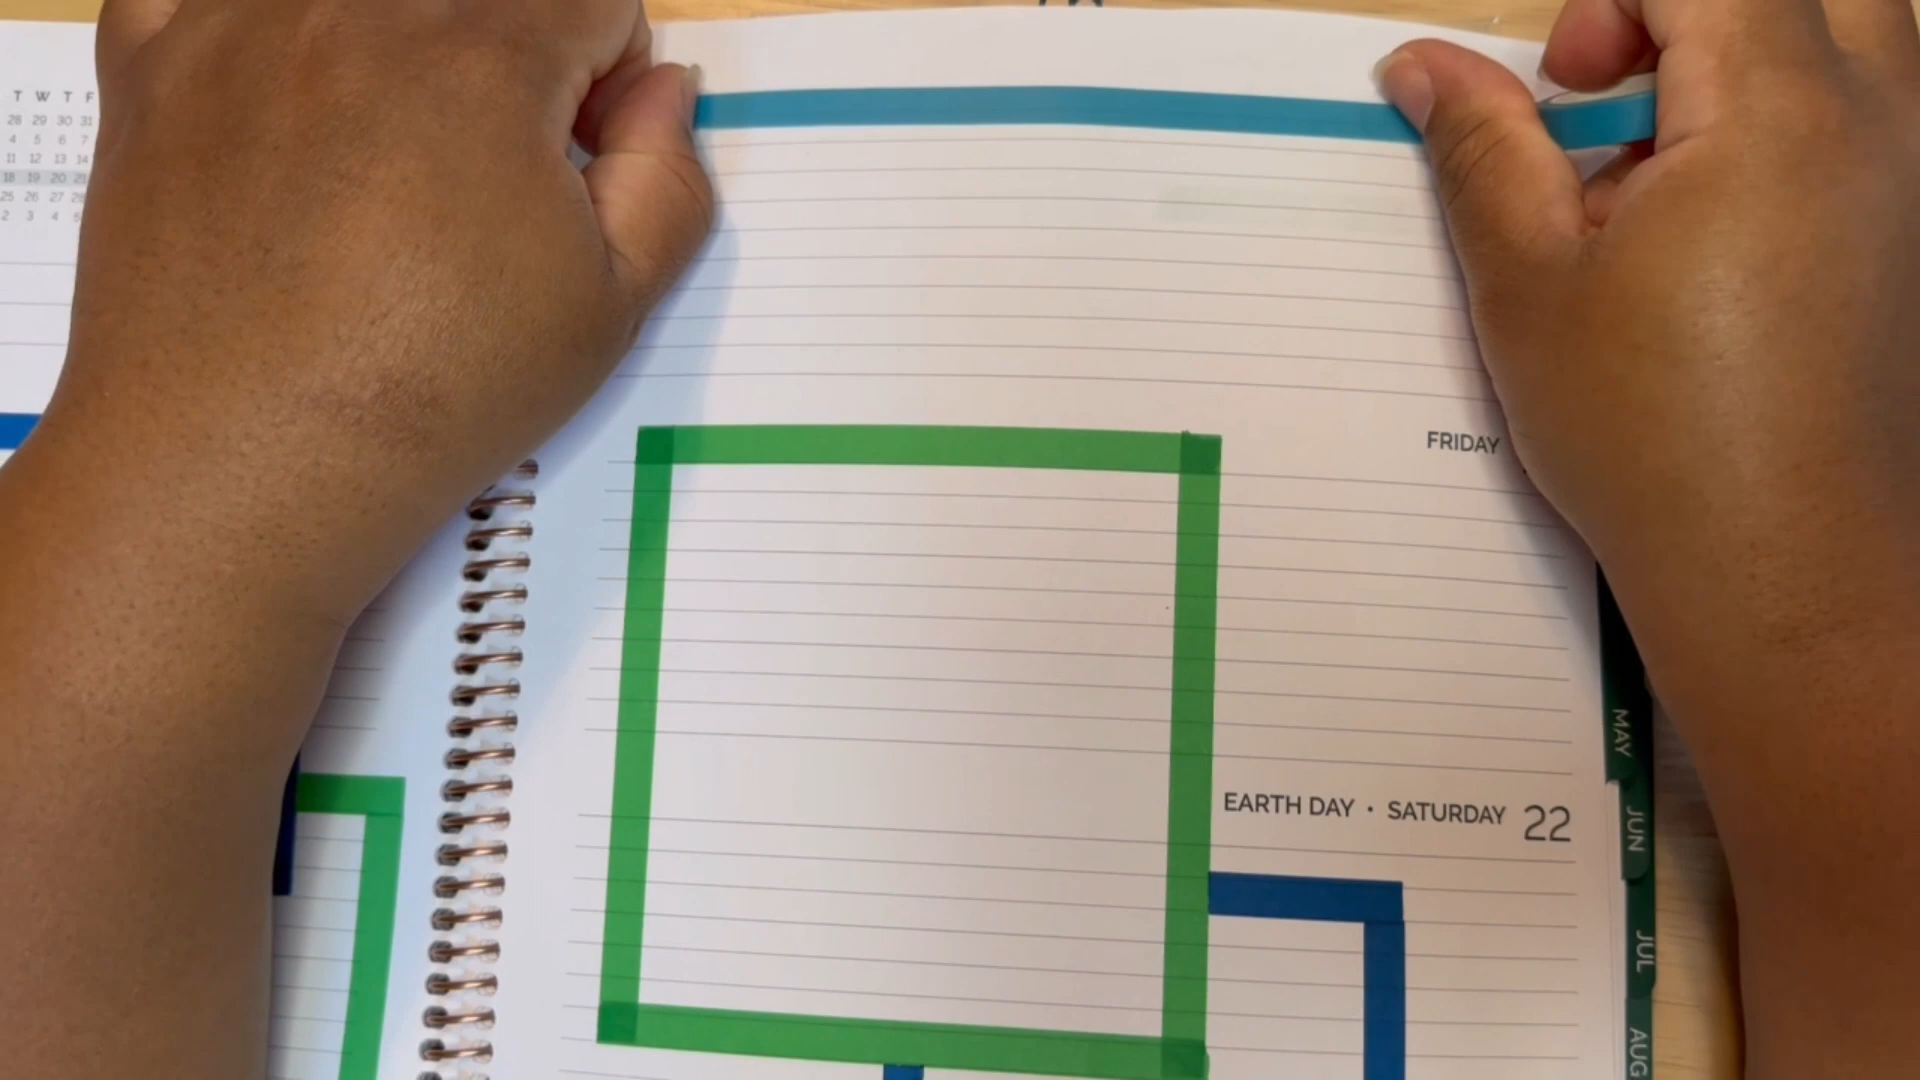 T W T F
28 29 30 31
4 5 6 7
11 12 13 14
18 19 20 21
25 26 27 28
2 3 4 5
FRIDAY
EARTH DAY • SATURDAY 22
MAY
JUN
JUL
AUG